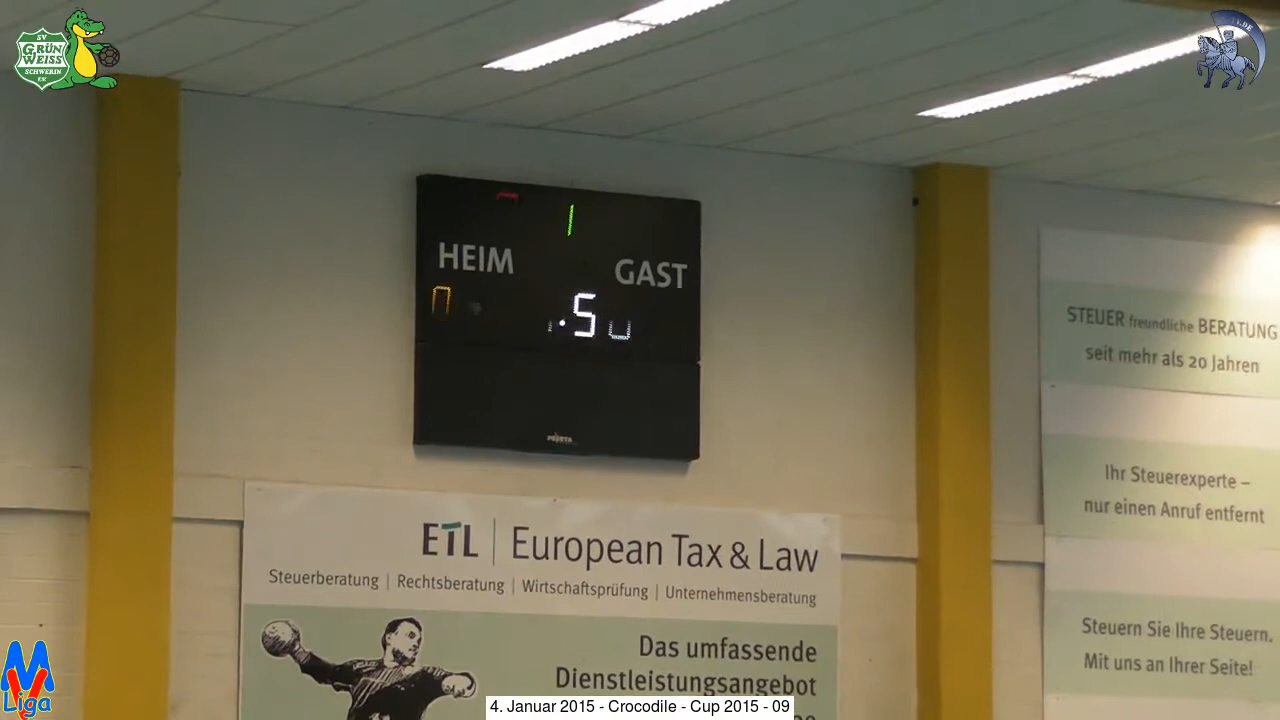 SV
GRÜN
WEISS
SCHWERIN
e.V.
HEIM
GAST
5
ETL | European Tax & Law
Steuerberatung | Rechtsberatung | Wirtschaftsprüfung | Unternehmensberatung
Das umfassende
Dienstleistungsangebot
STEUER freundliche BERATUNG
seit mehr als 20 Jahren
Ihr Steuerexperte –
nur einen Anruf entfernt
Steuern Sie Ihre Steuern.
Mit uns an Ihrer Seite!
MV
Liga
4. Januar 2015 - Crocodile - Cup 2015 - 09